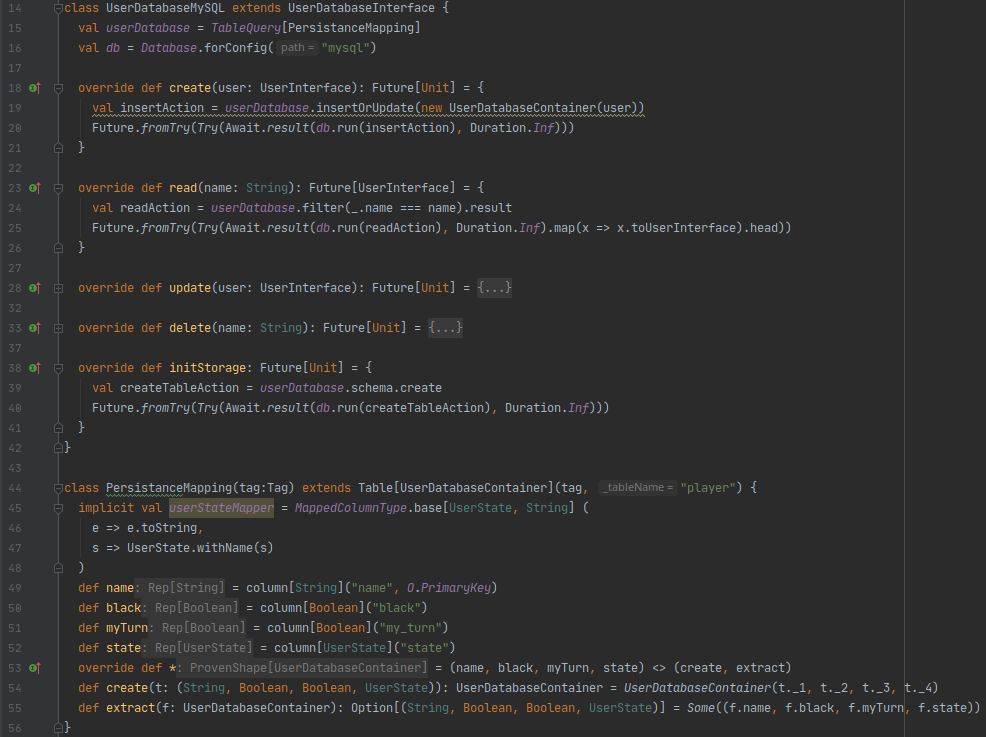 14 class UserDatabaseMySQL extends UserDatabaseInterface {
15 val userDatabase = TableQuery[PersistanceMapping]
16 val db = Database.forConfig( path = "mysql")
17
18 override def create(user: UserInterface): Future[Unit] = {
19 val insertAction = userDatabase.insertOrUpdate(new UserDatabaseContainer(user))
20 Future.fromTry(Try(Await.result(db.run(insertAction), Duration.Inf)))
21 }
22
23 override def read(name: String): Future[UserInterface] = {
24 val readAction = userDatabase.filter(_.name === name).result
25 Future.fromTry(Try(Await.result(db.run(readAction), Duration.Inf).map(x => x.toUserInterface).head))
26 }
27
28 override def update(user: UserInterface): Future[Unit] = {...}
32
33 override def delete(name: String): Future[Unit] = {...}
37
38 override def initStorage: Future[Unit] = {
39 val createTableAction = userDatabase.schema.create
40 Future.fromTry(Try(Await.result(db.run(createTableAction), Duration.Inf)))
41 }
42 }
43
44 class PersistanceMapping(tag:Tag) extends Table[UserDatabaseContainer](tag, _tableName = "player") {
45 implicit val userStateMapper = MappedColumnType.base[UserState, String] (
46 e => e.toString,
47 s => UserState.withName(s)
48 )
49 def name: Rep[String] = column[String]("name", O.PrimaryKey)
50 def black: Rep[Boolean] = column[Boolean]("black")
51 def myTurn: Rep[Boolean] = column[Boolean]("my_turn")
52 def state: Rep[UserState] = column[UserState]("state")
53 override def *: ProvenShape[UserDatabaseContainer] = (name, black, myTurn, state) <> (create, extract)
54 def create(t: (String, Boolean, Boolean, UserState)): UserDatabaseContainer = UserDatabaseContainer(t._1, t._2, t._3, t._4)
55 def extract(f: UserDatabaseContainer): Option[(String, Boolean, Boolean, UserState)] = Some((f.name, f.black, f.myTurn, f.state))
56 }